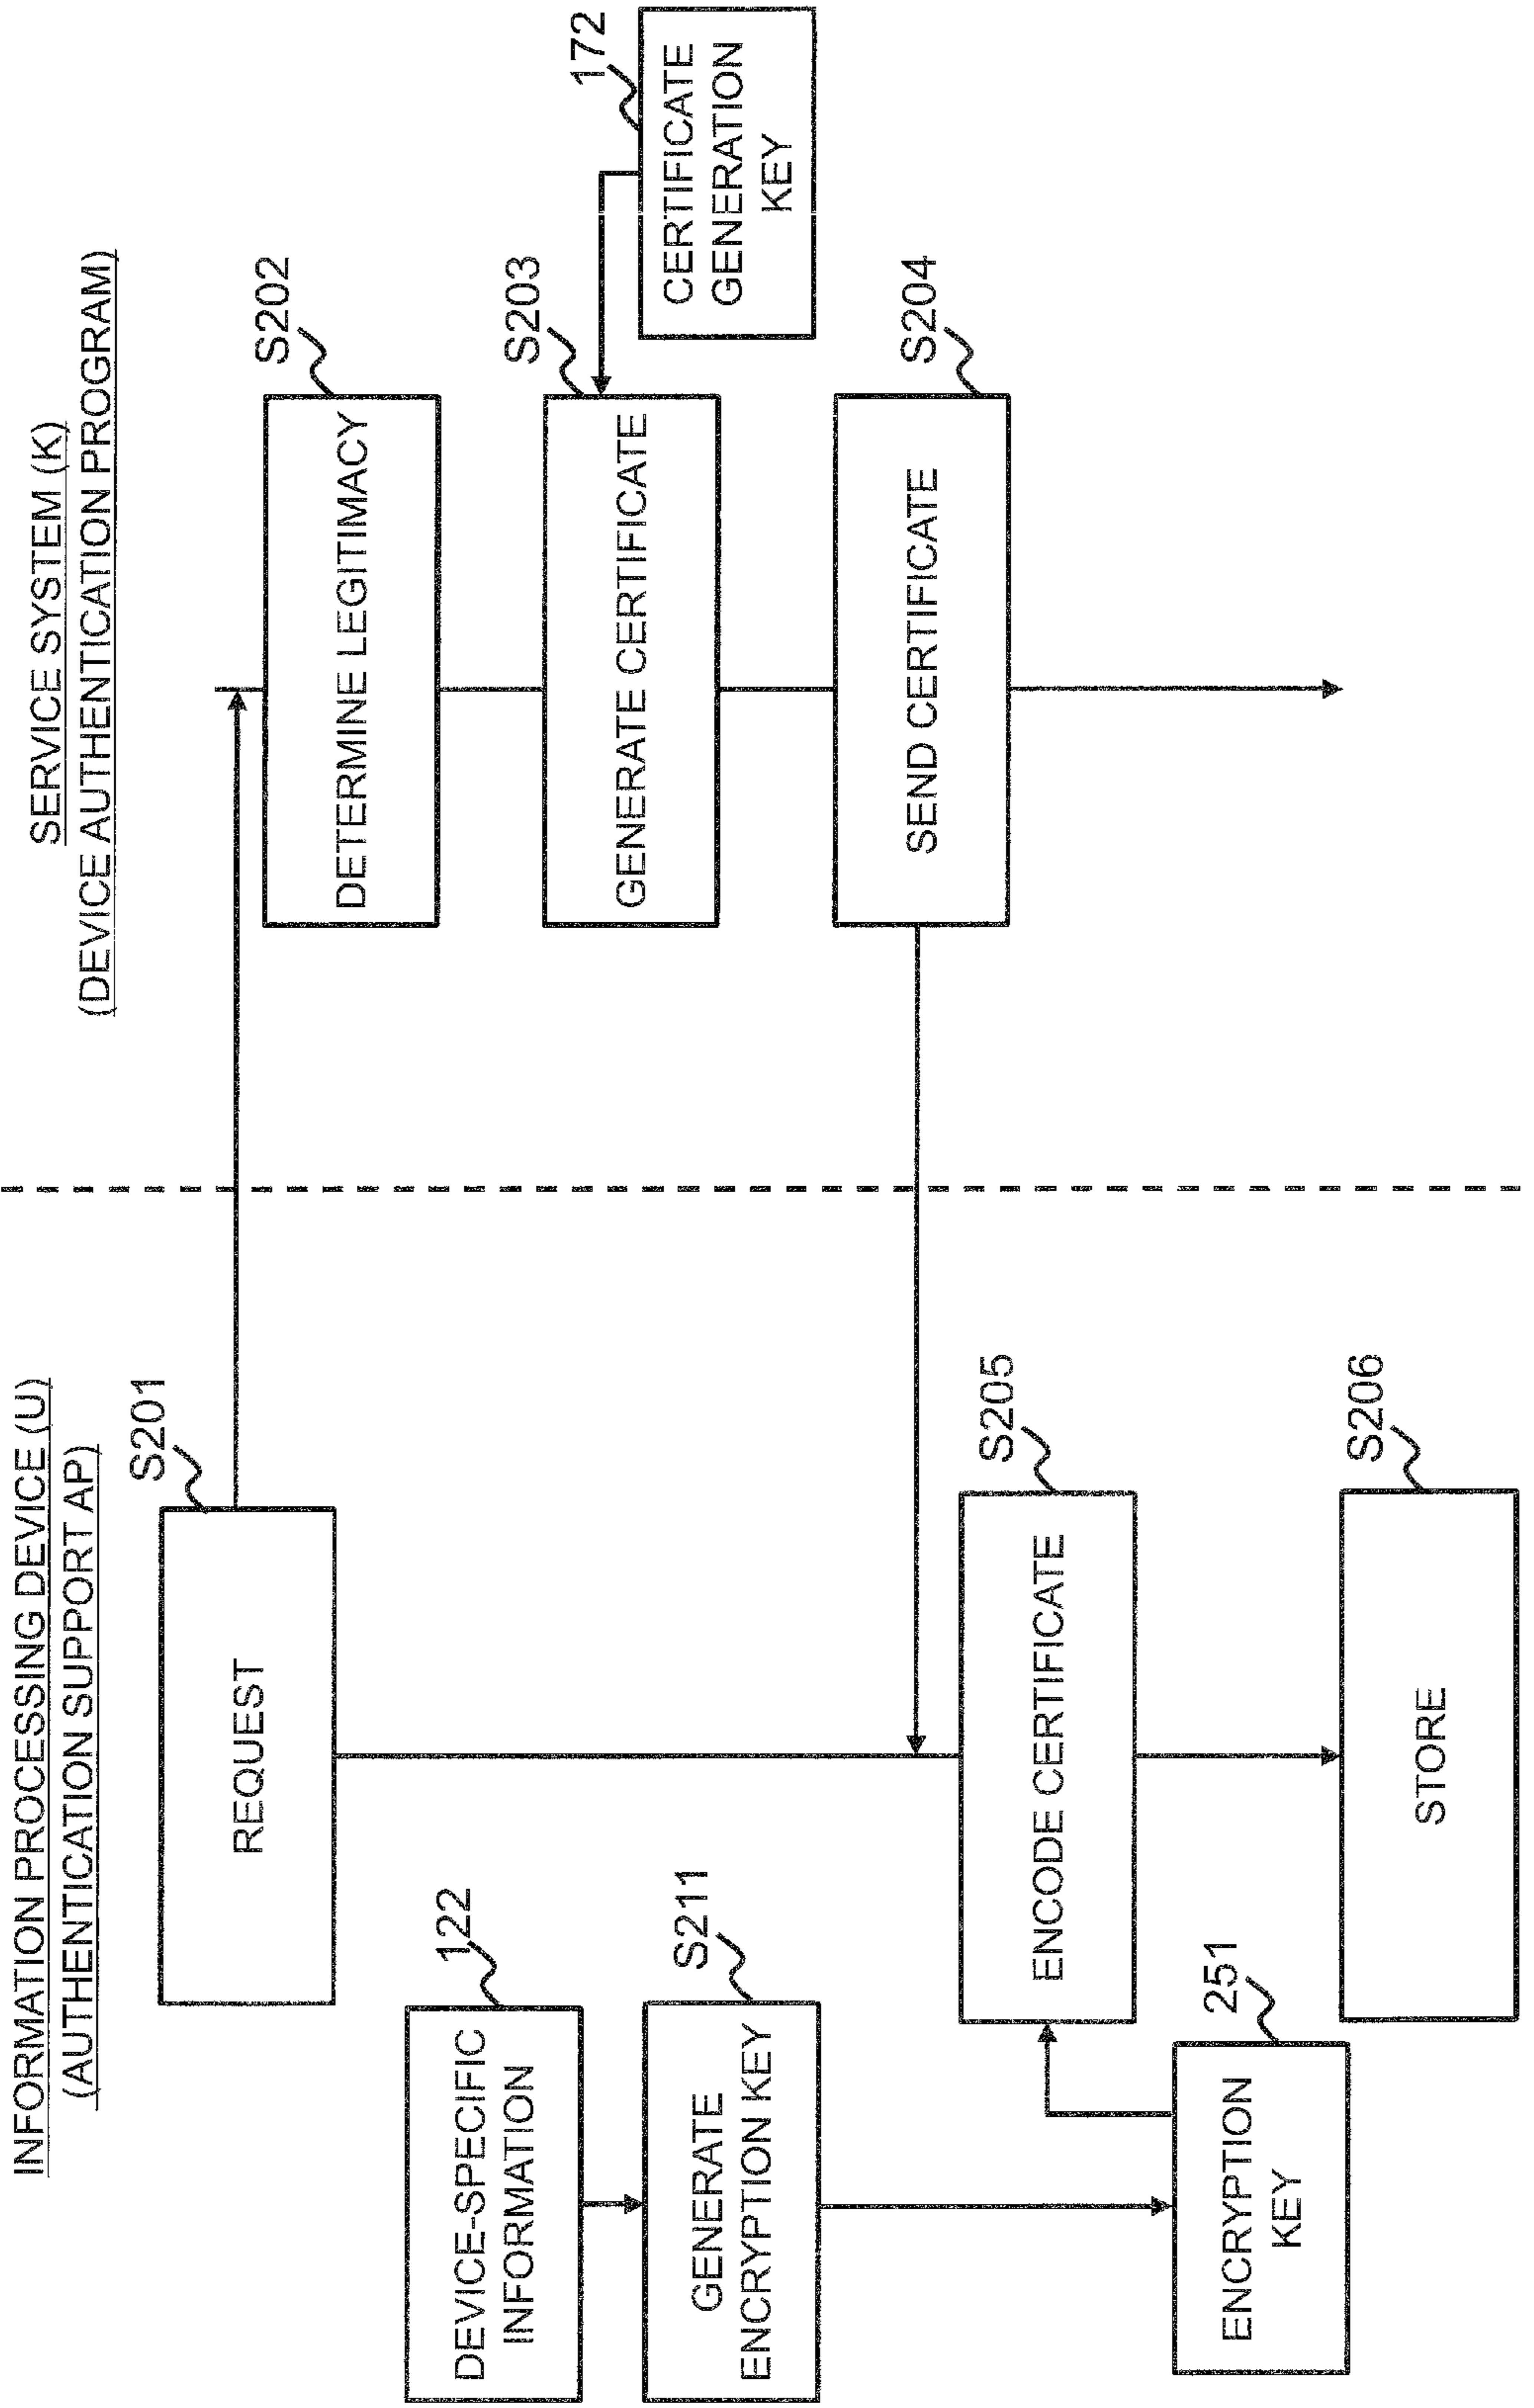 INFORMATION PROCESSING DEVICE (U)
(AUTHENTICATION SUPPORT AP)
SERVICE SYSTEM (K)
(DEVICE AUTHENTICATION PROGRAM)
S201
REQUEST
S202
DETERMINE LEGITIMACY
122
DEVICE-SPECIFIC
INFORMATION
S203
GENERATE CERTIFICATE
172
CERTIFICATE
GENERATION
KEY
S211
GENERATE
ENCRYPTION KEY
S204
SEND CERTIFICATE
S205
ENCODE CERTIFICATE
251
ENCRYPTION
KEY
S206
STORE